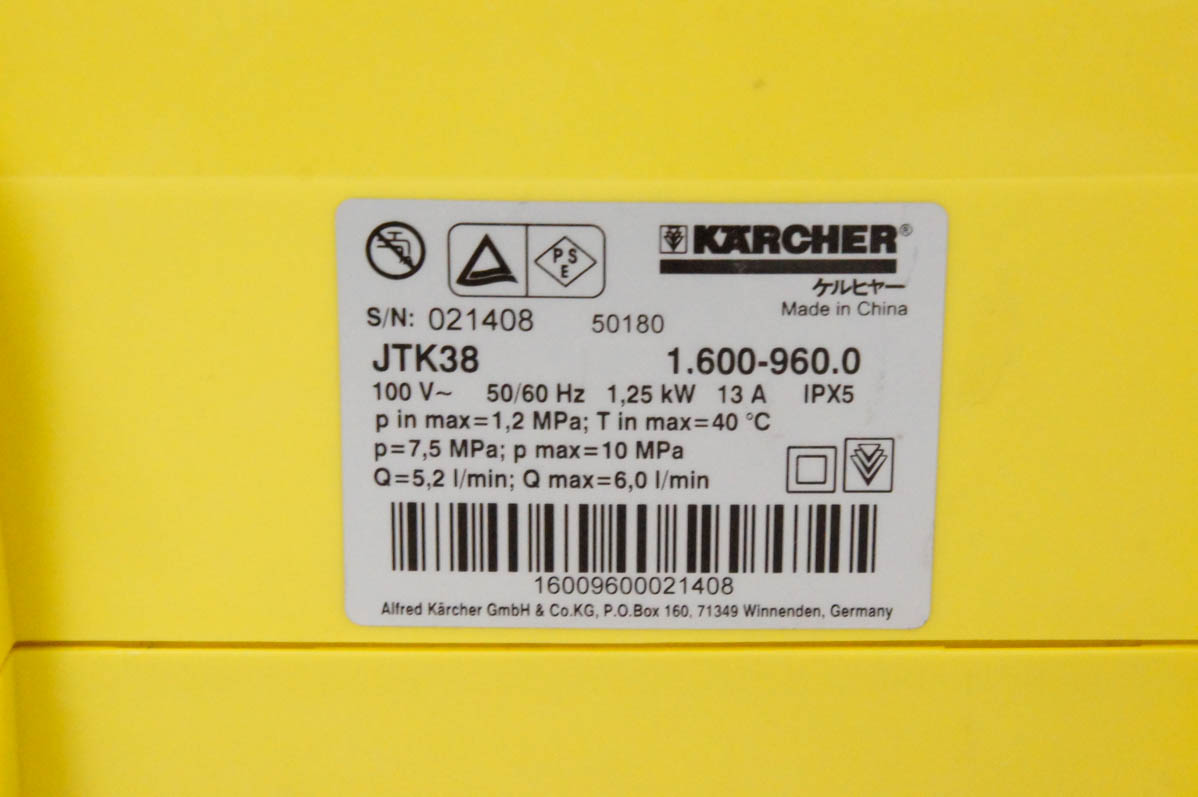 PSE
KÄRCHER®
ケルヒャー
Made in China
S/N: 021408 50180
JTK38 1.600-960.0
100 V~ 50/60 Hz 1,25 kW 13 A IPX5
p in max=1,2 MPa; T in max=40 °C
p=7,5 MPa; p max=10 MPa
Q=5,2 l/min; Q max=6,0 l/min
16009600021408
Alfred Kärcher GmbH & Co.KG, P.O.Box 160, 71349 Winnenden, Germany